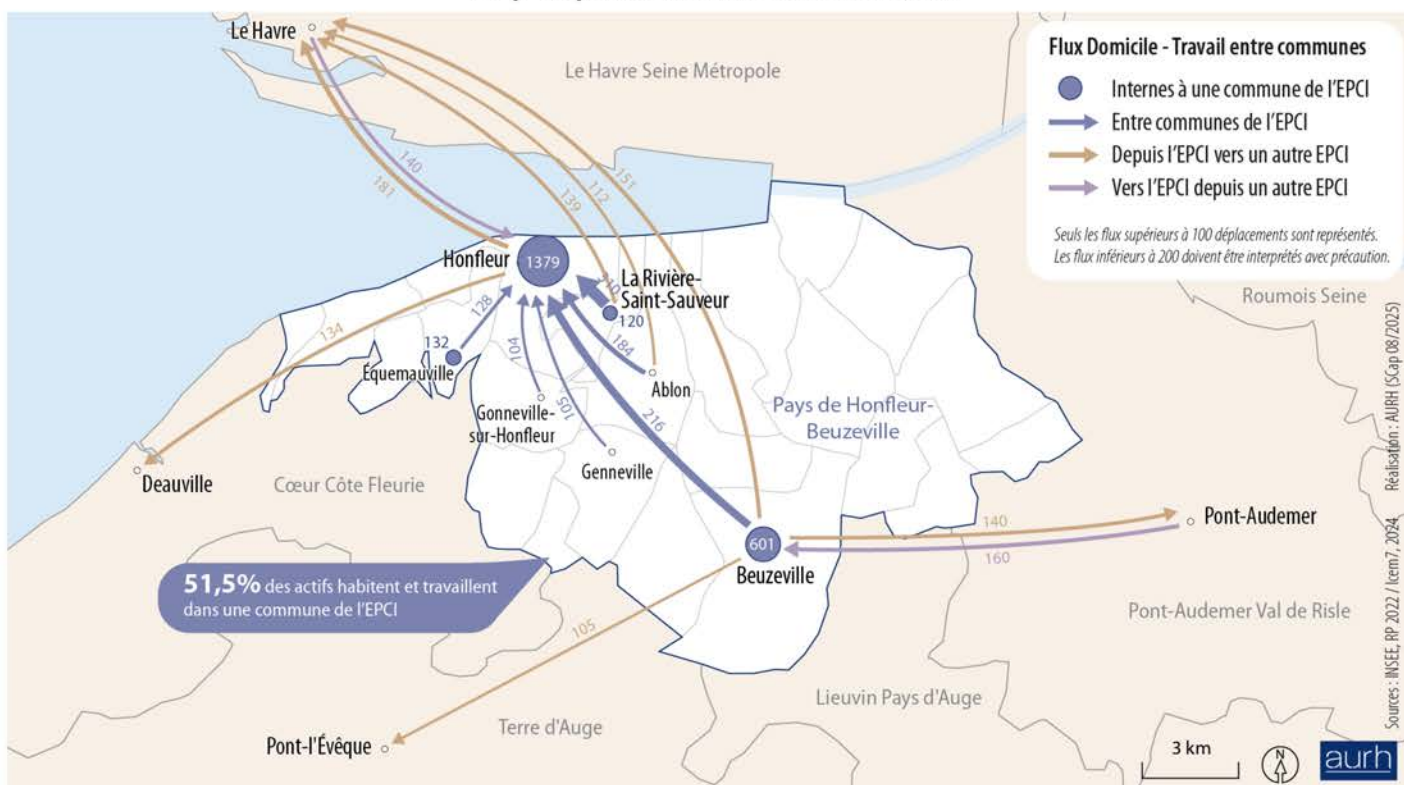 Le Havre
Le Havre Seine Métropole
Flux Domicile - Travail entre communes
Internes à une commune de l'EPCI
Entre communes de l'EPCI
Depuis l'EPCI vers un autre EPCI
Vers l'EPCI depuis un autre EPCI
Seuls les flux supérieurs à 100 déplacements sont représentés.
Les flux inférieurs à 200 doivent être interprétés avec précaution.
140
181
139
112
151
Honfleur
1379
La Rivière-
Saint-Sauveur
120
Roumois Seine
134
128
132
Équemauville
104
105
184
Ablon
Gonneville-
sur-Honfleur
Genneville
216
Pays de Honfleur-
Beuzeville
Deauville
Cœur Côte Fleurie
601
Beuzeville
140
160
Pont-Audemer
51,5% des actifs habitent et travaillent
dans une commune de l'EPCI
105
Pont-Audemer Val de Risle
Lieuvin Pays d'Auge
Terre d'Auge
Pont-l'Évêque
3 km
N
aurh
Sources : INSEE, RP 2022 / Icem7, 2024 Réalisation : AURH (SCap 08/2025)